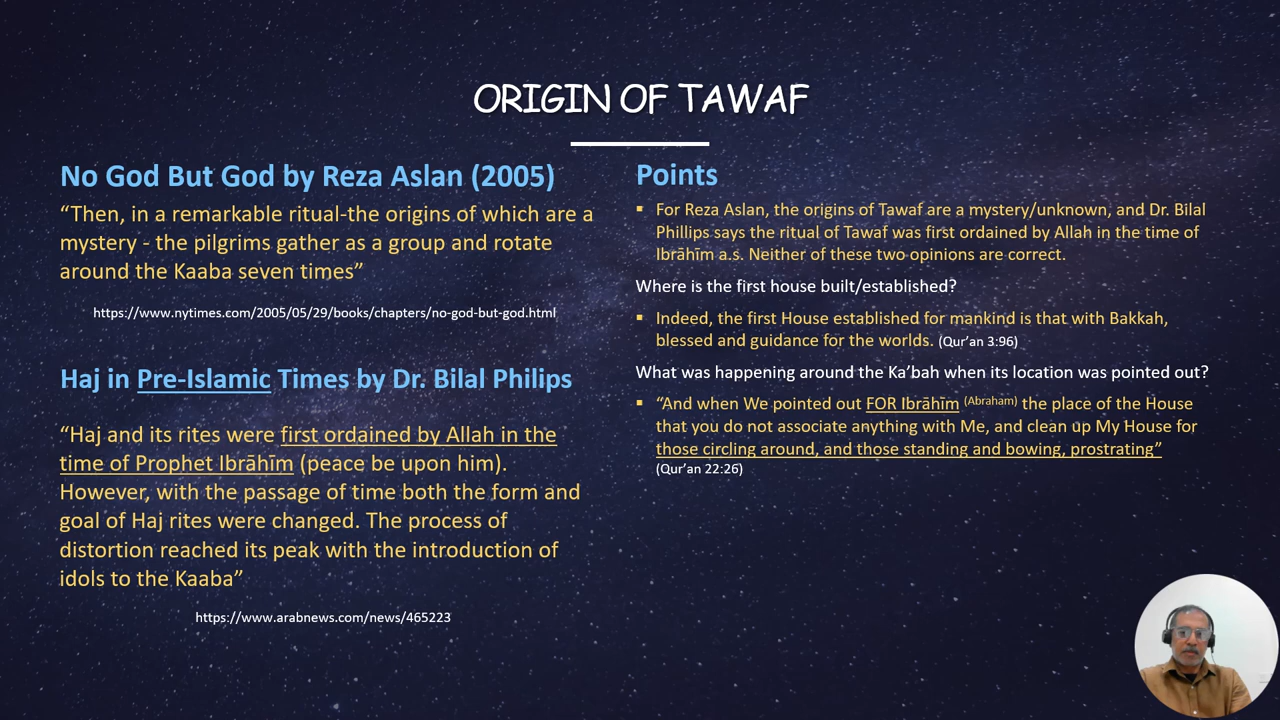 ORIGIN OF TAWAF
No God But God by Reza Aslan (2005)
“Then, in a remarkable ritual-the origins of which are a
mystery - the pilgrims gather as a group and rotate
around the Kaaba seven times”
https://www.nytimes.com/2005/05/29/books/chapters/no-god-but-god.html
Haj in Pre-Islamic Times by Dr. Bilal Philips
“Haj and its rites were first ordained by Allah in the
time of Prophet Ibrāhīm (peace be upon him).
However, with the passage of time both the form and
goal of Haj rites were changed. The process of
distortion reached its peak with the introduction of
idols to the Kaaba”
https://www.arabnews.com/news/465223
Points
▪ For Reza Aslan, the origins of Tawaf are a mystery/unknown, and Dr. Bilal
Phillips says the ritual of Tawaf was first ordained by Allah in the time of
Ibrāhīm a.s. Neither of these two opinions are correct.
Where is the first house built/established?
▪ Indeed, the first House established for mankind is that with Bakkah,
blessed and guidance for the worlds. (Qur’an 3:96)
What was happening around the Ka’bah when its location was pointed out?
▪ “And when We pointed out FOR Ibrāhīm (Abraham) the place of the House
that you do not associate anything with Me, and clean up My House for
those circling around, and those standing and bowing, prostrating”
(Qur’an 22:26)